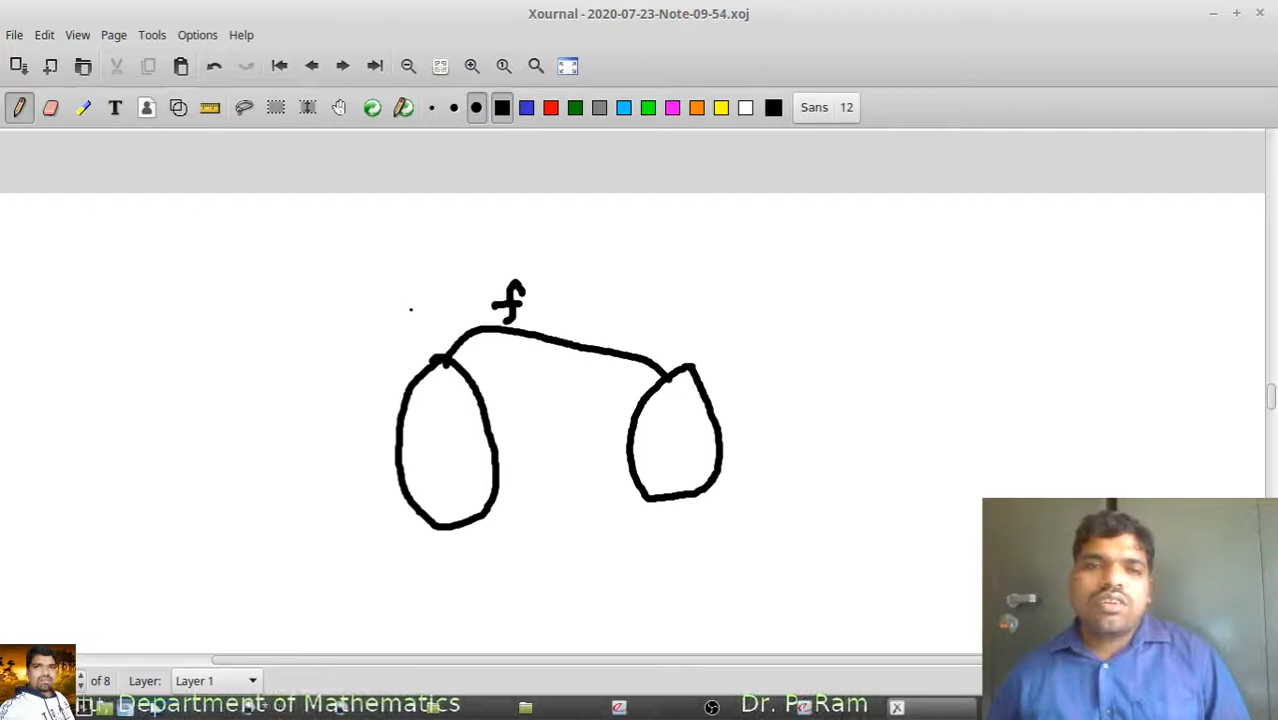 Xournal - 2020-07-23-Note-09-54.xoj
File Edit View Page Tools Options Help
Sans 12
f
of 8 Layer: Layer 1
Department of Mathematics Dr. P. Ram